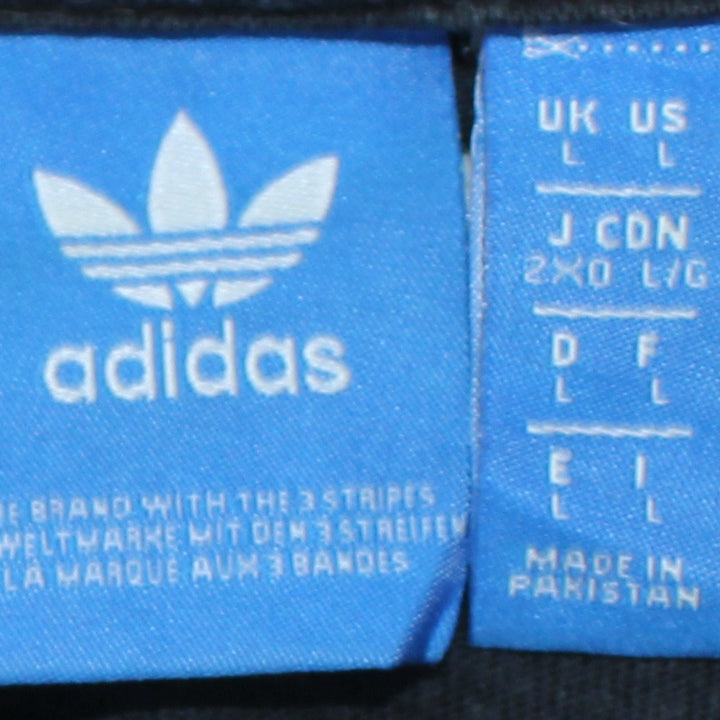 adidas
BRAND WITH THE 3 STRIPES
WELTMARKE MIT DEN 3 STREIFEN
LA MARQUE AUX 3 BANDES
UK US
L L
J CDN
2XO L/G
D F
L L
E I
L L
MADE IN
PAKISTAN